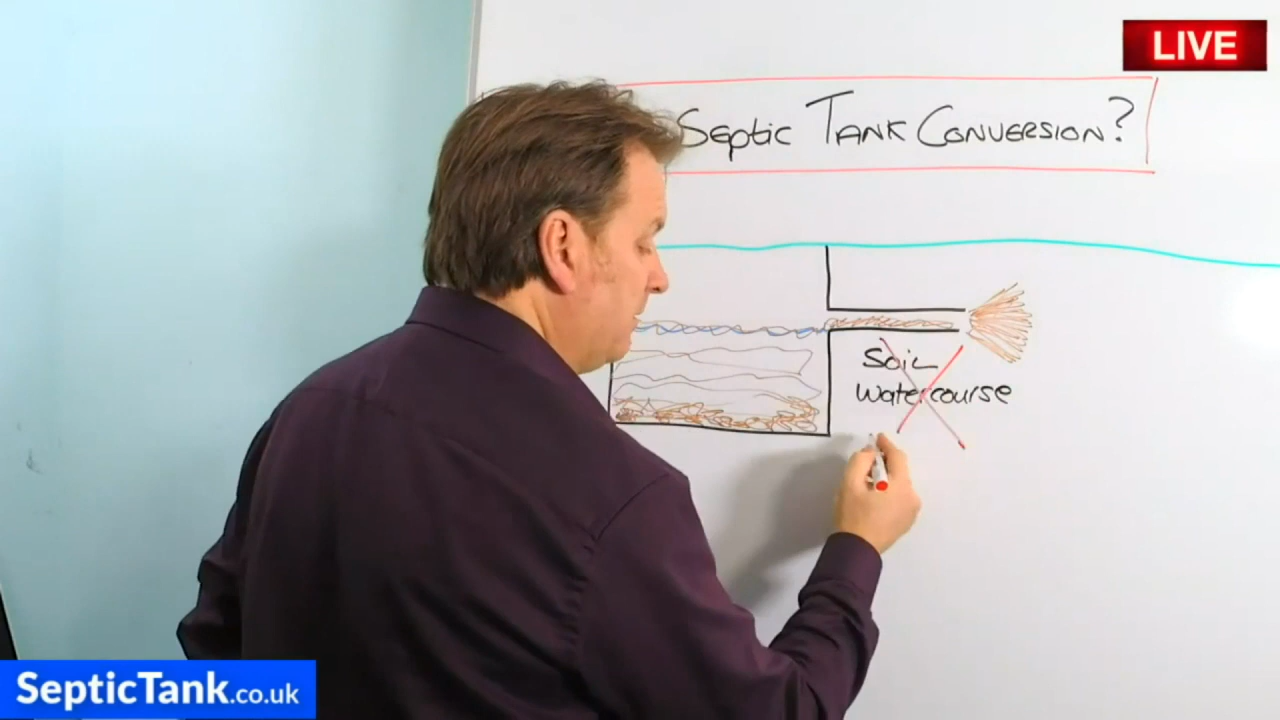 LIVE
Septic Tank Conversion?
Soil
Watercourse
SepticTank.co.uk